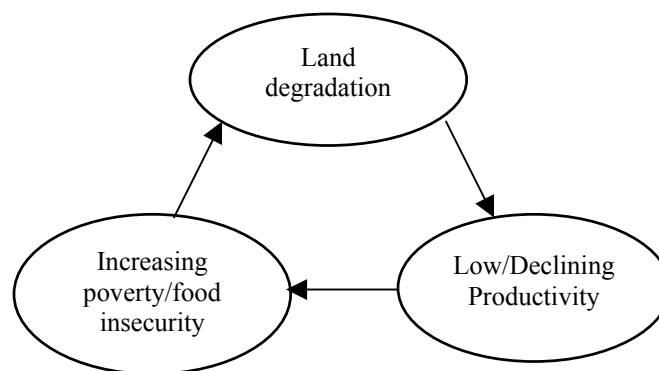 Land
degradation
Increasing
poverty/food
insecurity
Low/Declining
Productivity